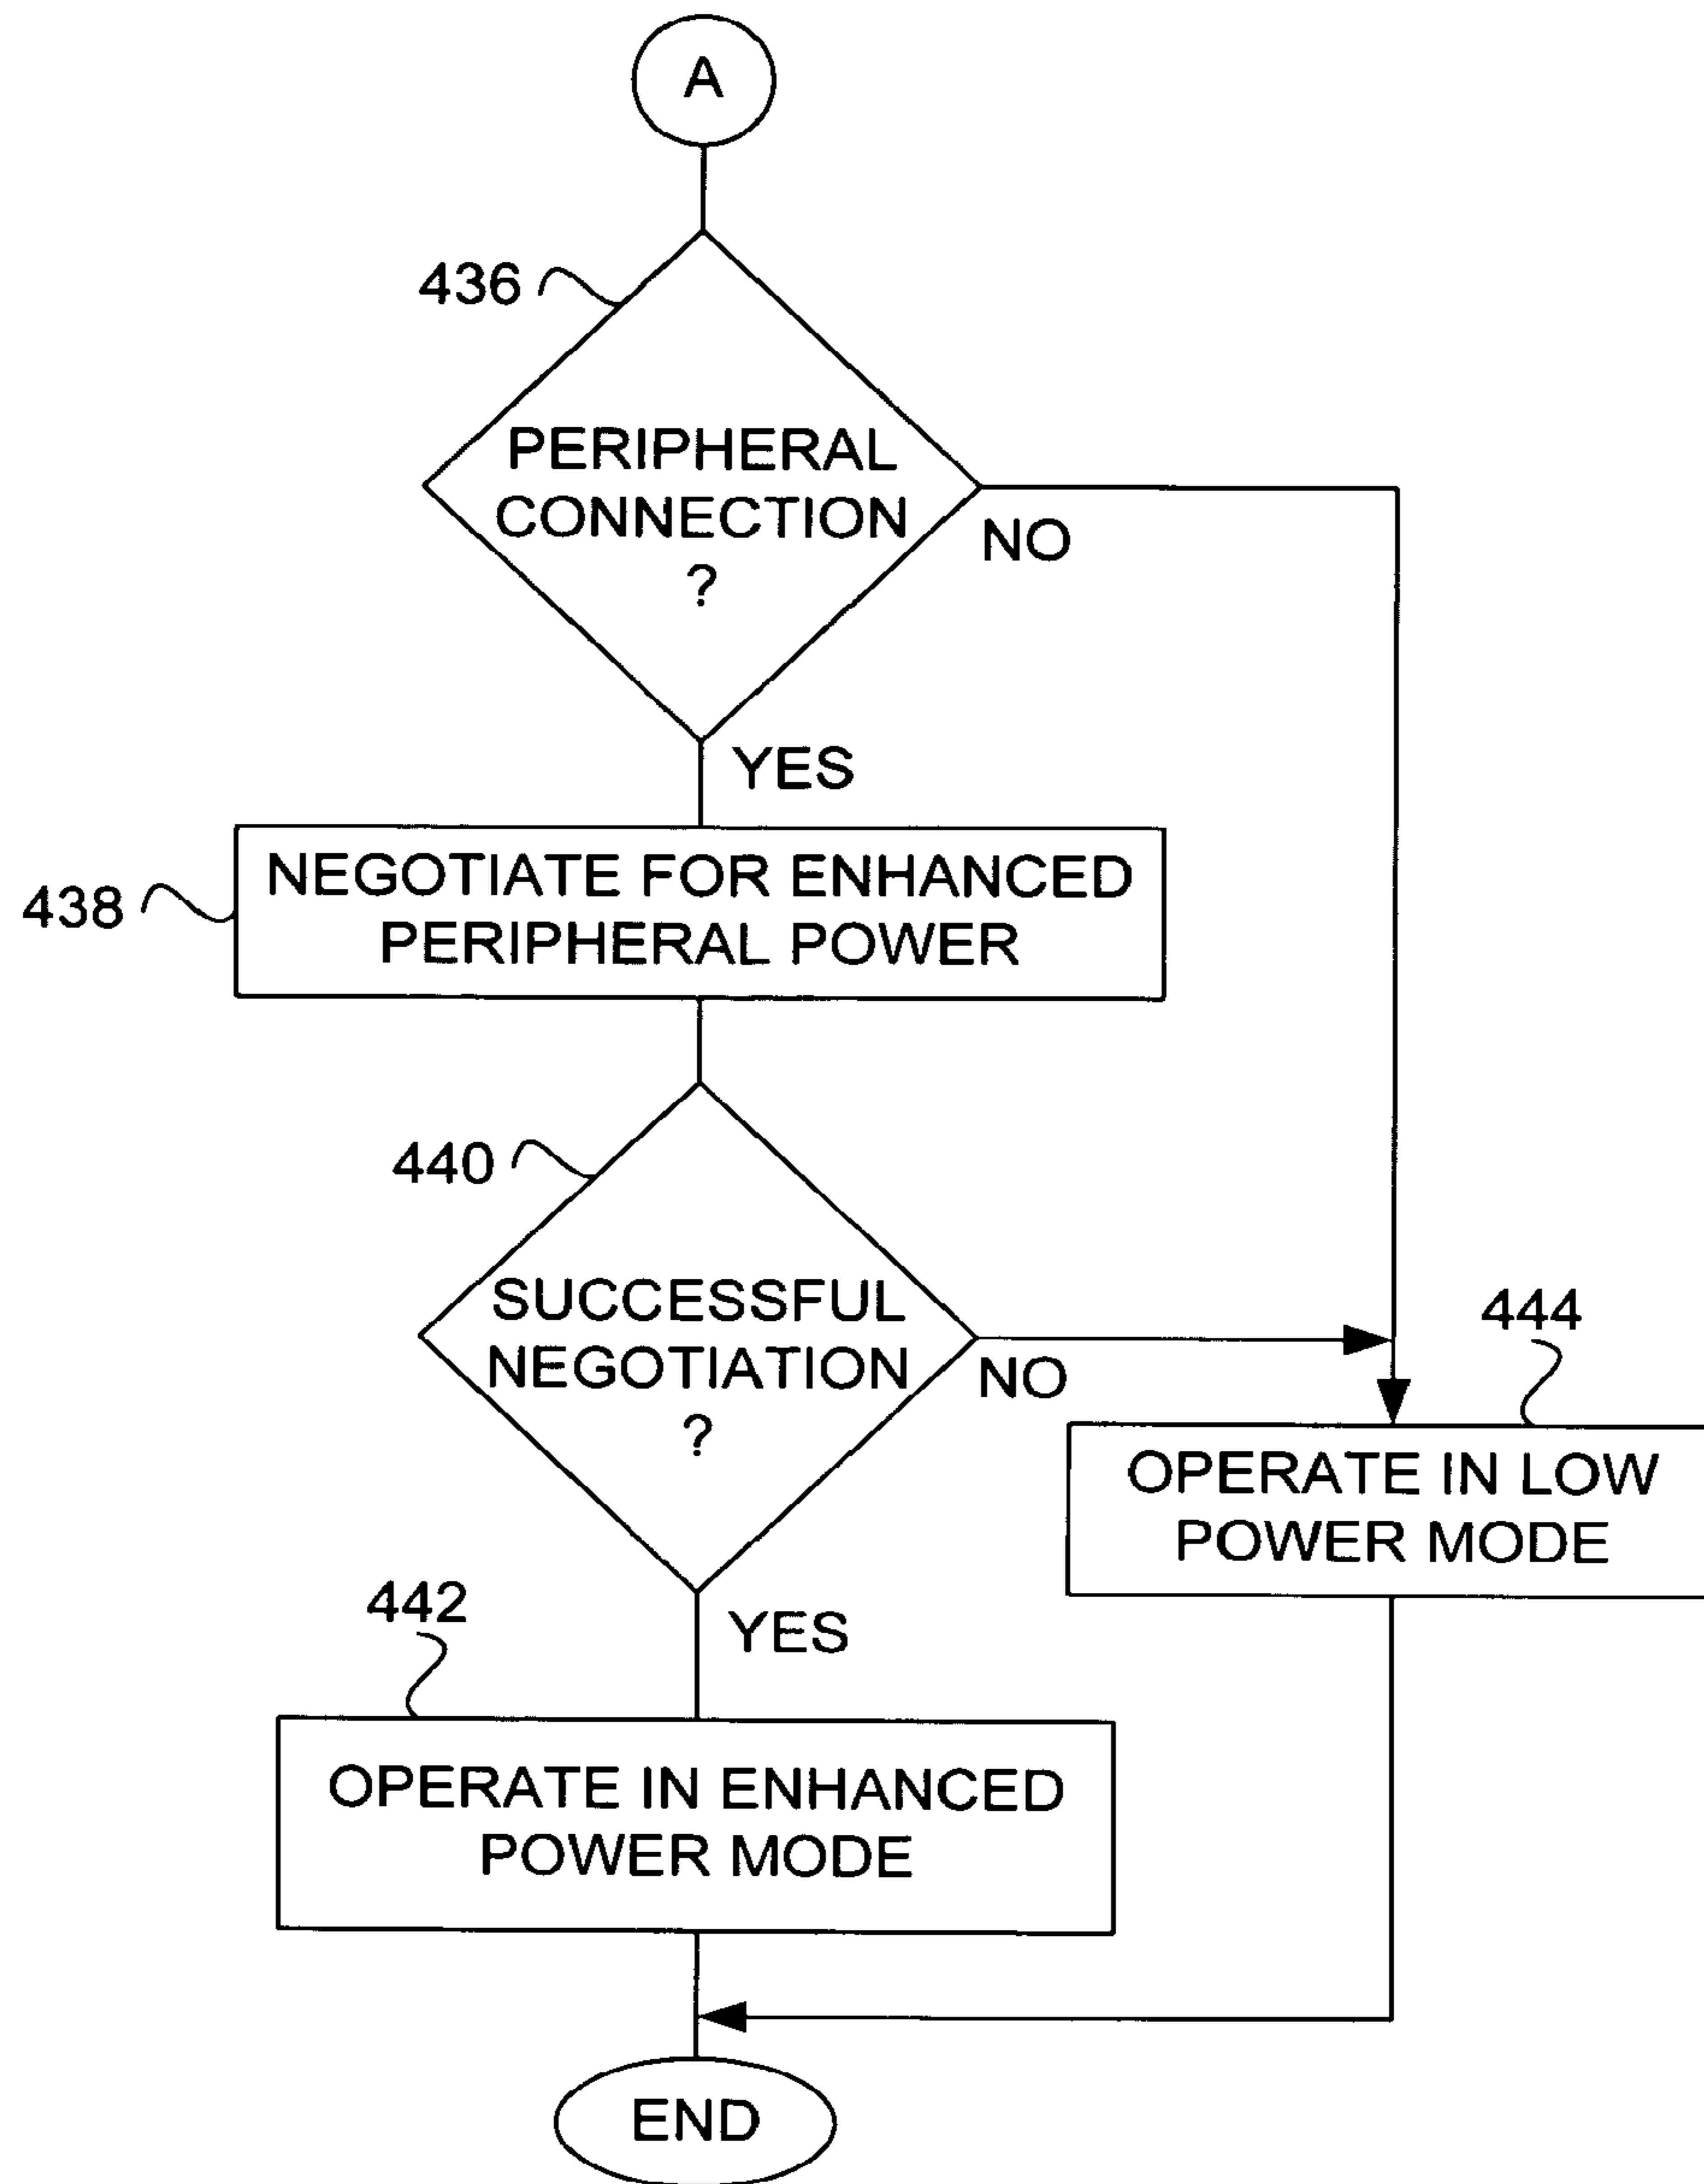 A
436
PERIPHERAL
CONNECTION
?
NO
YES
438
NEGOTIATE FOR ENHANCED
PERIPHERAL POWER
440
SUCCESSFUL
NEGOTIATION
?
NO
444
OPERATE IN LOW
POWER MODE
YES
442
OPERATE IN ENHANCED
POWER MODE
END